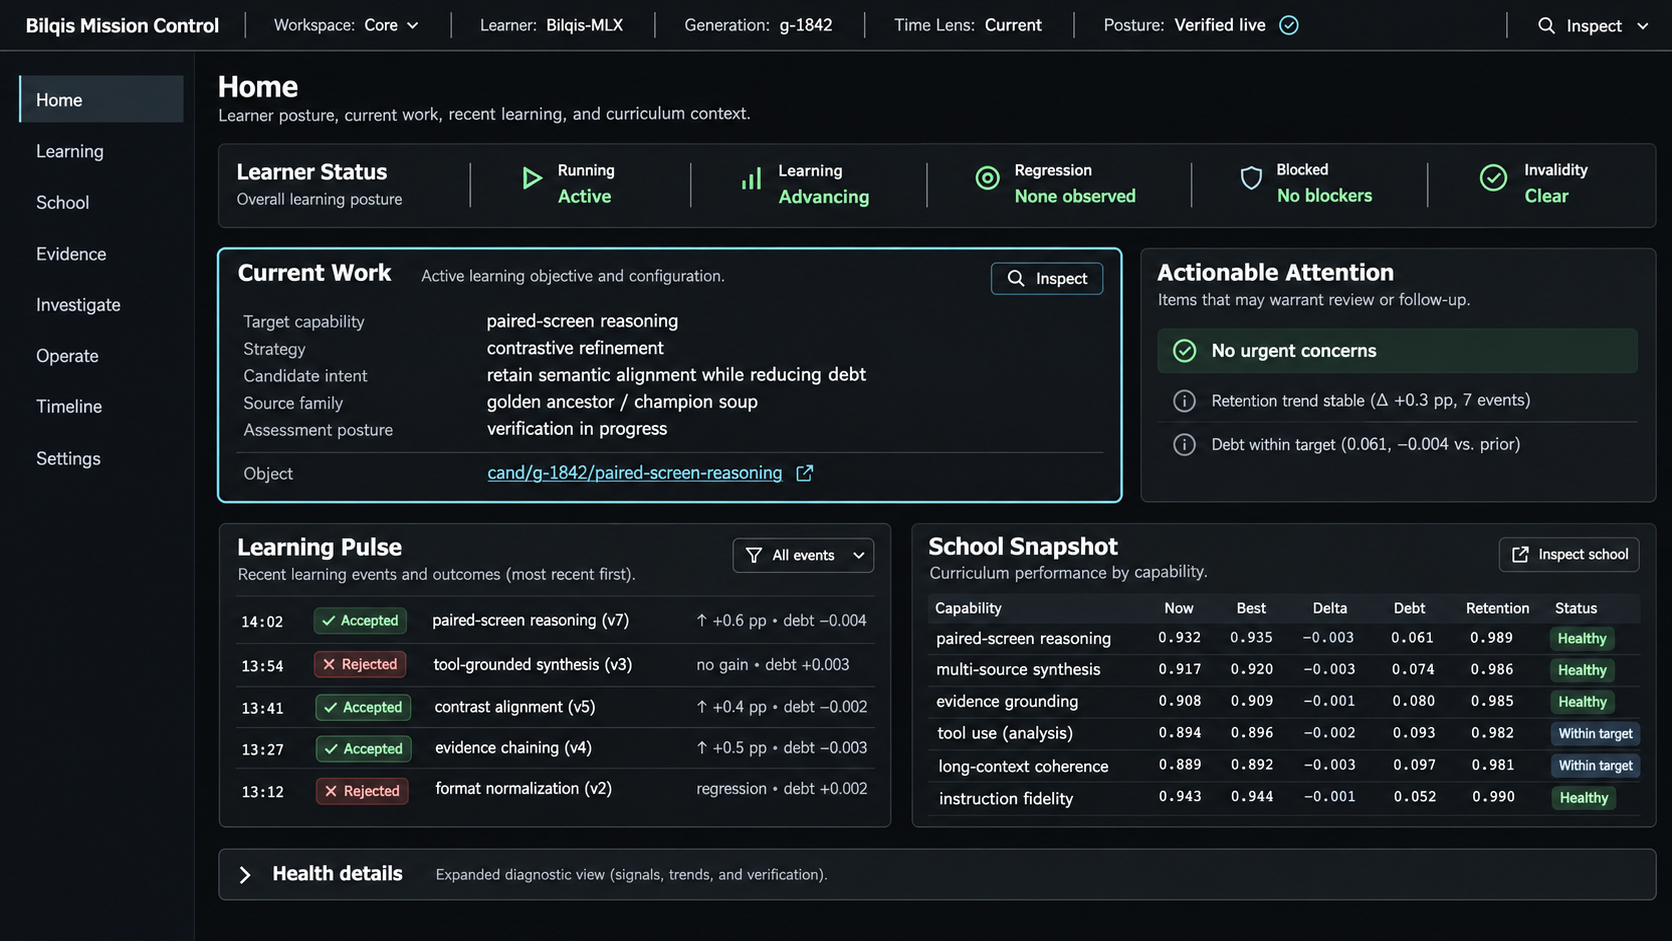 Bilqis Mission Control
Workspace: Core
Learner: Bilqis-MLX
Generation: g-1842
Time Lens: Current
Posture: Verified live
Inspect
Home
Learning
School
Evidence
Investigate
Operate
Timeline
Settings
Home
Learner posture, current work, recent learning, and curriculum context.
Learner Status
Overall learning posture
Running
Active
Learning
Advancing
Regression
None observed
Blocked
No blockers
Invalidity
Clear
Current Work
Active learning objective and configuration.
Inspect
Target capability paired-screen reasoning
Strategy contrastive refinement
Candidate intent retain semantic alignment while reducing debt
Source family golden ancestor / champion soup
Assessment posture verification in progress
Object cand/g-1842/paired-screen-reasoning
Actionable Attention
Items that may warrant review or follow-up.
No urgent concerns
Retention trend stable (Δ +0.3 pp, 7 events)
Debt within target (0.061, −0.004 vs. prior)
Learning Pulse
Recent learning events and outcomes (most recent first).
All events
14:02 Accepted paired-screen reasoning (v7) ↑ +0.6 pp • debt −0.004
13:54 Rejected tool-grounded synthesis (v3) no gain • debt +0.003
13:41 Accepted contrast alignment (v5) ↑ +0.4 pp • debt −0.002
13:27 Accepted evidence chaining (v4) ↑ +0.5 pp • debt −0.003
13:12 Rejected format normalization (v2) regression • debt +0.002
School Snapshot
Curriculum performance by capability.
Inspect school
Capability Now Best Delta Debt Retention Status
paired-screen reasoning 0.932 0.935 −0.003 0.061 0.989 Healthy
multi-source synthesis 0.917 0.920 −0.003 0.074 0.986 Healthy
evidence grounding 0.908 0.909 −0.001 0.080 0.985 Healthy
tool use (analysis) 0.894 0.896 −0.002 0.093 0.982 Within target
long-context coherence 0.889 0.892 −0.003 0.097 0.981 Within target
instruction fidelity 0.943 0.944 −0.001 0.052 0.990 Healthy
Health details
Expanded diagnostic view (signals, trends, and verification).